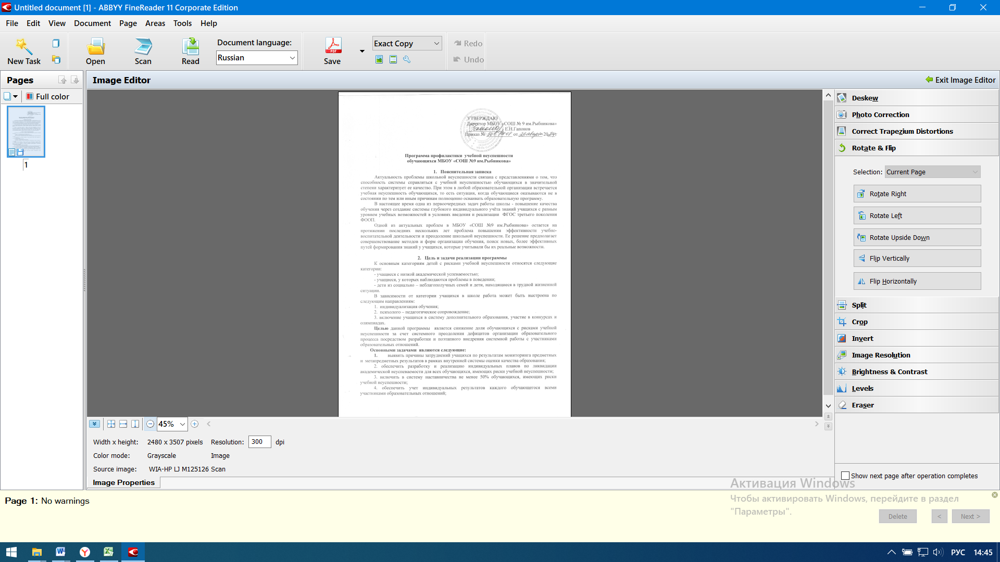 Untitled document [1] - ABBYY FineReader 11 Corporate Edition
File Edit View Document Page Areas Tools Help
New Task
Open
Scan
Read
Document language:
Russian
Save
Exact Copy
Redo
Undo
Pages
Full color
1
Image Editor
Exit Image Editor
УТВЕРЖДАЮ
Директор МБОУ «СОШ № 9 им.Рыбникова»
Е.Н.Гапонов
Приказ № от 2024г
Программа профилактики учебной неуспешности
обучающихся МБОУ «СОШ №9 им.Рыбникова»
1. Пояснительная записка
Актуальность проблемы школьной неуспешности связана с представлениями о том, что
способность системы справляться с учебной неуспешностью обучающихся в значительной
степени характеризует ее качество. При этом в любой образовательной организации встречается
учебная неуспешность обучающихся, то есть ситуация, когда обучающиеся оказываются не в
состоянии по тем или иным причинам полноценно осваивать образовательную программу.
В настоящее время одна из первоочередных задач работы школы - повышение качества
обучения через создание системы глубокого индивидуального учёта знаний учащихся с разным
уровнем учебных возможностей в условиях введения и реализации ФГОС третьего поколения
ФООП.
Одной из актуальных проблем в МБОУ «СОШ №9 им.Рыбникова» остается на
протяжении последних нескольких лет проблема повышения эффективности учебно-
воспитательной деятельности и преодоление школьной неуспешности. Ее решение предполагает
совершенствование методов и форм организации обучения, поиск новых, более эффективных
путей формирования знаний у учащихся, которые учитывали бы их реальные возможности.
2. Цель и задачи реализации программы
К основным категориям детей с рисками учебной неуспешности относятся следующие
категории:
- учащиеся с низкой академической успеваемостью;
- учащиеся, у которых наблюдаются проблемы в поведении;
- дети из социально – неблагополучных семей и дети, находящиеся в трудной жизненной
ситуации.
В зависимости от категории учащихся в школе работа может быть выстроена по
следующим направлениям:
1. индивидуализация обучения;
2. психолого – педагогическое сопровождение;
3. включение учащихся в систему дополнительного образования, участие в конкурсах и
олимпиадах.
Целью данной программы является снижение доли обучающихся с рисками учебной
неуспешности за счет системного преодоления дефицитов организации образовательного
процесса посредством разработки и поэтапного внедрения системной работы с участниками
образовательных отношений.
Основными задачами являются следующие:
1. выявить причины затруднений учащихся по результатам мониторинга предметных
и метапредметных результатов в рамках внутренней системы оценки качества образования;
2. обеспечить разработку и реализацию индивидуальных планов по ликвидации
академической неуспеваемости для всех обучающихся, имеющих риски учебной неуспешности;
3. включить в систему наставничества не менее 50% обучающихся, имеющих риски
учебной неуспешности;
4. обеспечить учет индивидуальных результатов каждого обучающегося всеми
участниками образовательных отношений;
Deskew
Photo Correction
Correct Trapezium Distortions
Rotate & Flip
Selection: Current Page
Rotate Right
Rotate Left
Rotate Upside Down
Flip Vertically
Flip Horizontally
Split
Crop
Invert
Image Resolution
Brightness & Contrast
Levels
Eraser
Show next page after operation completes
45%
Width x height: 2480 x 3507 pixels Resolution: 300 dpi
Color mode: Grayscale Image
Source image: WIA-HP LJ M125126 Scan
Image Properties
Page 1: No warnings
Активация Windows
Чтобы активировать Windows, перейдите в раздел
"Параметры".
Delete < Next >
РУС 14:45